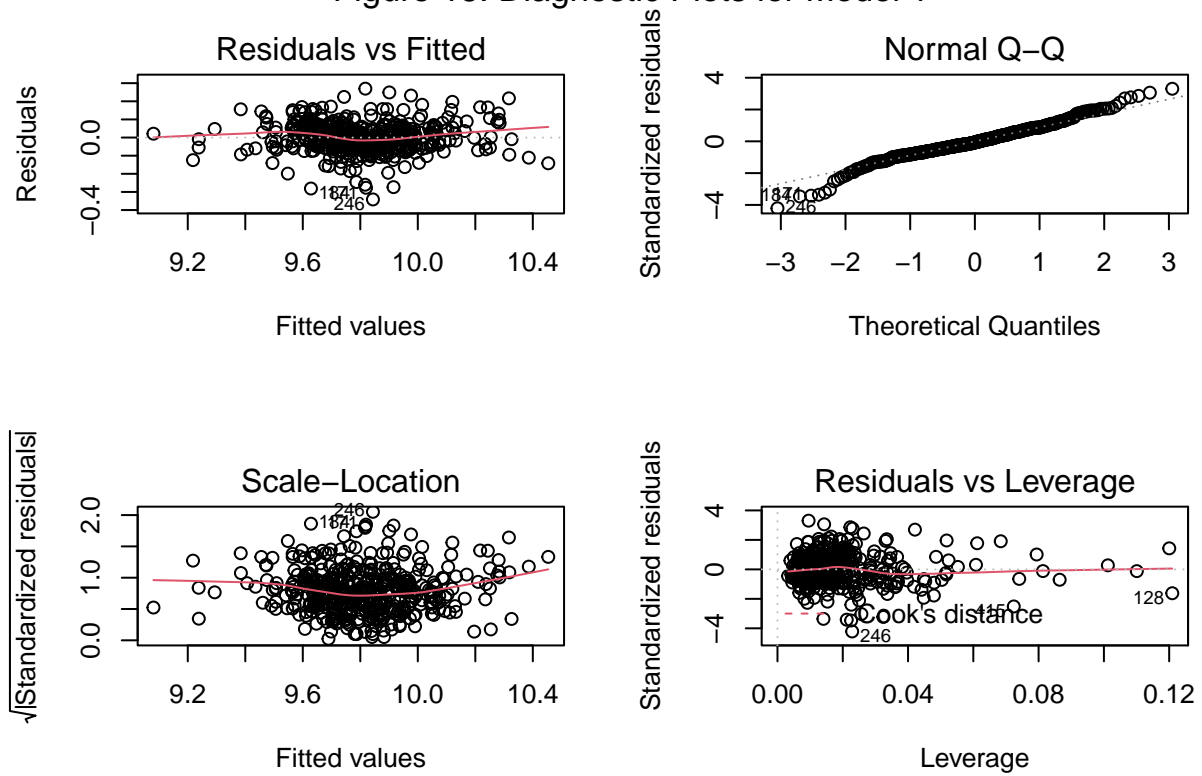 Residuals vs Fitted
Residuals
0.0
−0.4
246
9.2
9.6
10.0
10.4
Fitted values
Normal Q−Q
Standardized residuals
4
0
−4
246
−3
−2
−1
0
1
2
3
Theoretical Quantiles
Scale−Location
√|Standardized residuals|
2.0
1.0
0.0
246
9.2
9.6
10.0
10.4
Fitted values
Residuals vs Leverage
Standardized residuals
4
0
−4
128
415
Cook's distance
246
0.00
0.04
0.08
0.12
Leverage